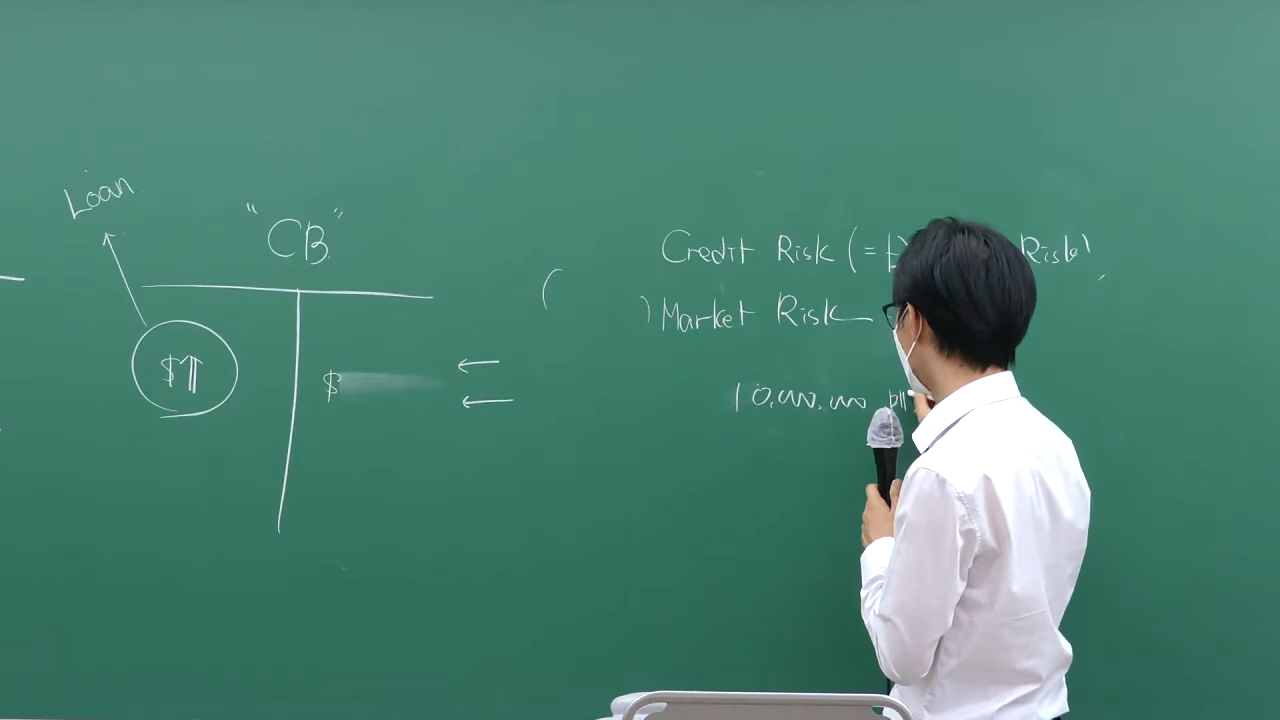 Loan
"CB"
$⇑
$
( ) Market Risk
Credit Risk (= Risk)
10,000,000